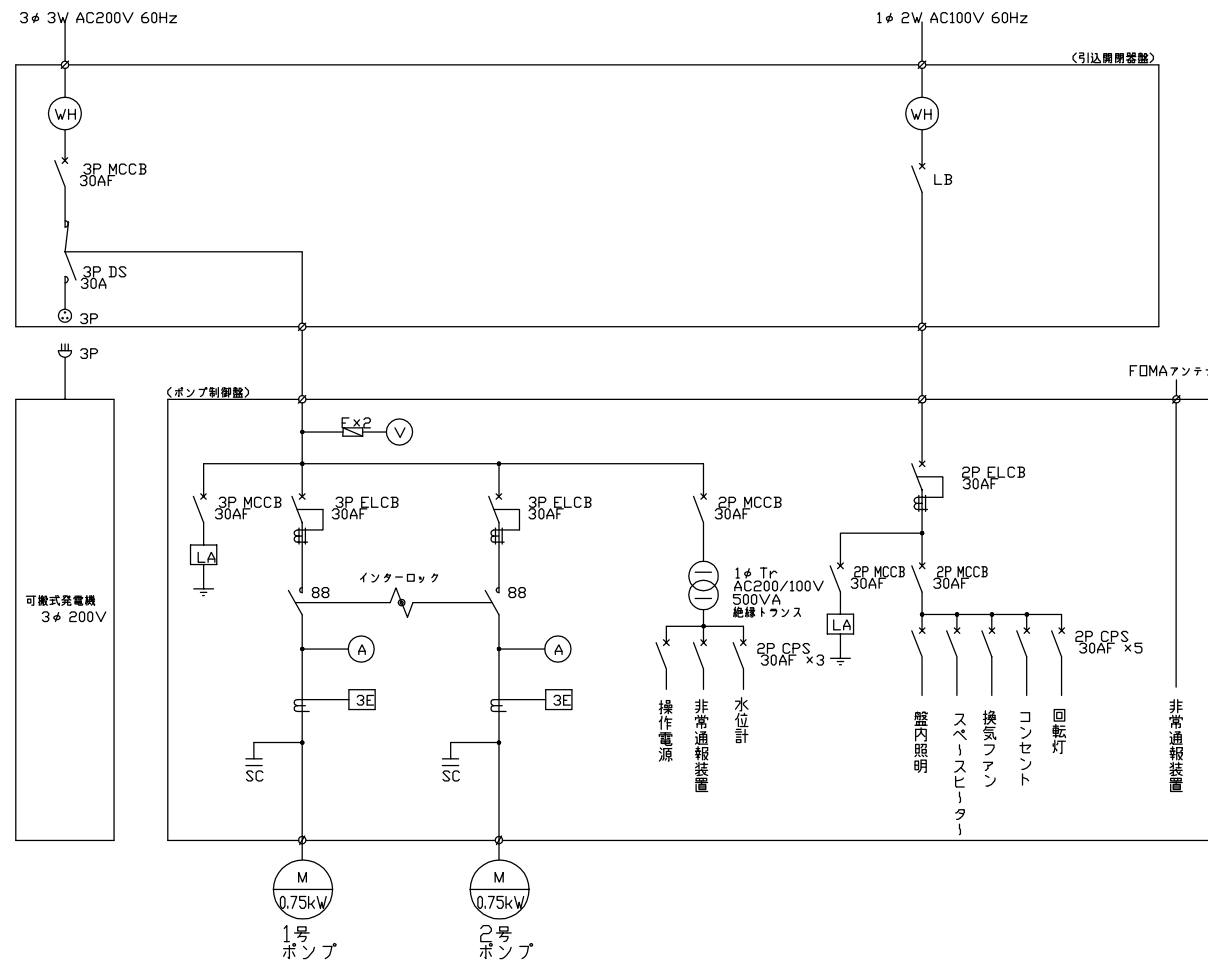 3φ 3W AC200V 60Hz
1φ 2W AC100V 60Hz
(引込開閉器盤)
WH
WH
3P MCCB
30AF
LB
3P DS
30A
3P
3P
FOMAアンテ
(ポンプ制御盤)
F×2
V
2P ELCB
30AF
3P MCCB
30AF
3P ELCB
30AF
3P ELCB
30AF
2P MCCB
30AF
LA
インターロック
88
88
1φ Tr
AC200/100V
500VA
絶縁トランス
2P MCCB
30AF
2P MCCB
30AF
可搬式発電機
3φ 200V
LA
A
A
2P CPS
30AF ×3
2P CPS
30AF ×5
3E
3E
操作電源
非常通報装置
水位計
盤内照明
スペースヒーター
換気ファン
コンセント
回転灯
非常通報装置
SC
SC
M
0.75kW
M
0.75kW
1号
ポンプ
2号
ポンプ